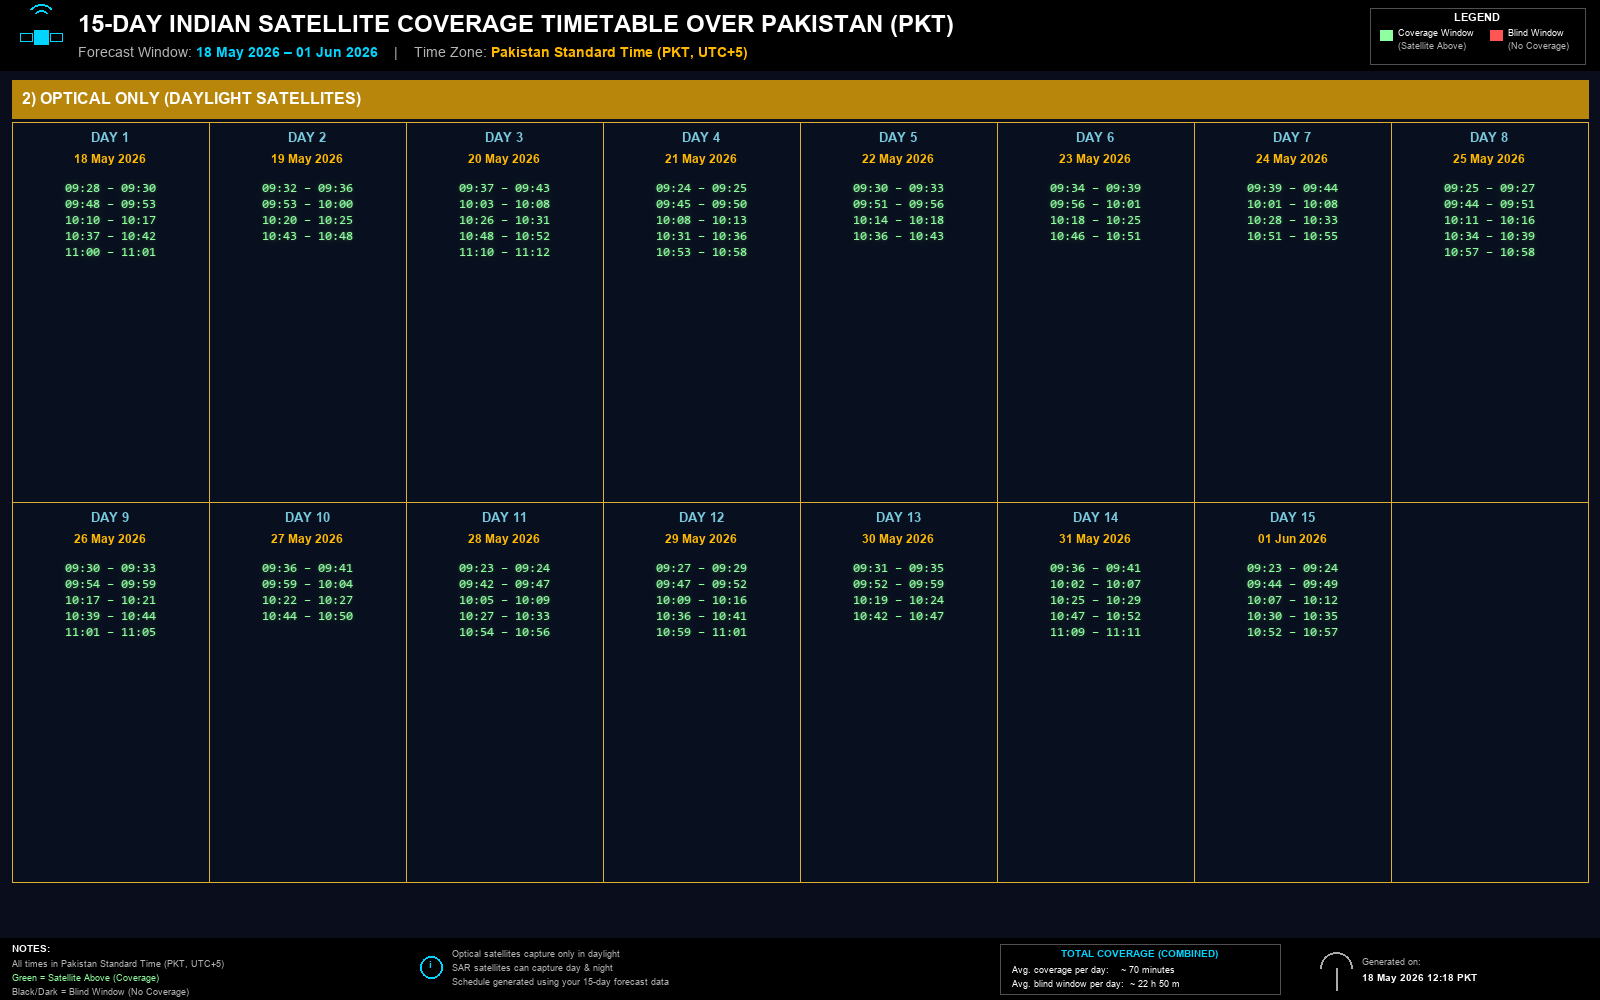 15-DAY INDIAN SATELLITE COVERAGE TIMETABLE OVER PAKISTAN (PKT)
Forecast Window: 18 May 2026 – 01 Jun 2026 | Time Zone: Pakistan Standard Time (PKT, UTC+5)
LEGEND
Coverage Window
(Satellite Above)
Blind Window
(No Coverage)
2) OPTICAL ONLY (DAYLIGHT SATELLITES)
DAY 1
18 May 2026
09:28 – 09:30
09:48 – 09:53
10:10 – 10:17
10:37 – 10:42
11:00 – 11:01
DAY 2
19 May 2026
09:32 – 09:36
09:53 – 10:00
10:20 – 10:25
10:43 – 10:48
DAY 3
20 May 2026
09:37 – 09:43
10:03 – 10:08
10:26 – 10:31
10:48 – 10:52
11:10 – 11:12
DAY 4
21 May 2026
09:24 – 09:25
09:45 – 09:50
10:08 – 10:13
10:31 – 10:36
10:53 – 10:58
DAY 5
22 May 2026
09:30 – 09:33
09:51 – 09:56
10:14 – 10:18
10:36 – 10:43
DAY 6
23 May 2026
09:34 – 09:39
09:56 – 10:01
10:18 – 10:25
10:46 – 10:51
DAY 7
24 May 2026
09:39 – 09:44
10:01 – 10:08
10:28 – 10:33
10:51 – 10:55
DAY 8
25 May 2026
09:25 – 09:27
09:44 – 09:51
10:11 – 10:16
10:34 – 10:39
10:57 – 10:58
DAY 9
26 May 2026
09:30 – 09:33
09:54 – 09:59
10:17 – 10:21
10:39 – 10:44
11:01 – 11:05
DAY 10
27 May 2026
09:36 – 09:41
09:59 – 10:04
10:22 – 10:27
10:44 – 10:50
DAY 11
28 May 2026
09:23 – 09:24
09:42 – 09:47
10:05 – 10:09
10:27 – 10:33
10:54 – 10:56
DAY 12
29 May 2026
09:27 – 09:29
09:47 – 09:52
10:09 – 10:16
10:36 – 10:41
10:59 – 11:01
DAY 13
30 May 2026
09:31 – 09:35
09:52 – 09:59
10:19 – 10:24
10:42 – 10:47
DAY 14
31 May 2026
09:36 – 09:41
10:02 – 10:07
10:25 – 10:29
10:47 – 10:52
11:09 – 11:11
DAY 15
01 Jun 2026
09:23 – 09:24
09:44 – 09:49
10:07 – 10:12
10:30 – 10:35
10:52 – 10:57
NOTES:
All times in Pakistan Standard Time (PKT, UTC+5)
Green = Satellite Above (Coverage)
Black/Dark = Blind Window (No Coverage)
i
Optical satellites capture only in daylight
SAR satellites can capture day & night
Schedule generated using your 15-day forecast data
TOTAL COVERAGE (COMBINED)
Avg. coverage per day: ~ 70 minutes
Avg. blind window per day: ~ 22 h 50 m
Generated on:
18 May 2026 12:18 PKT